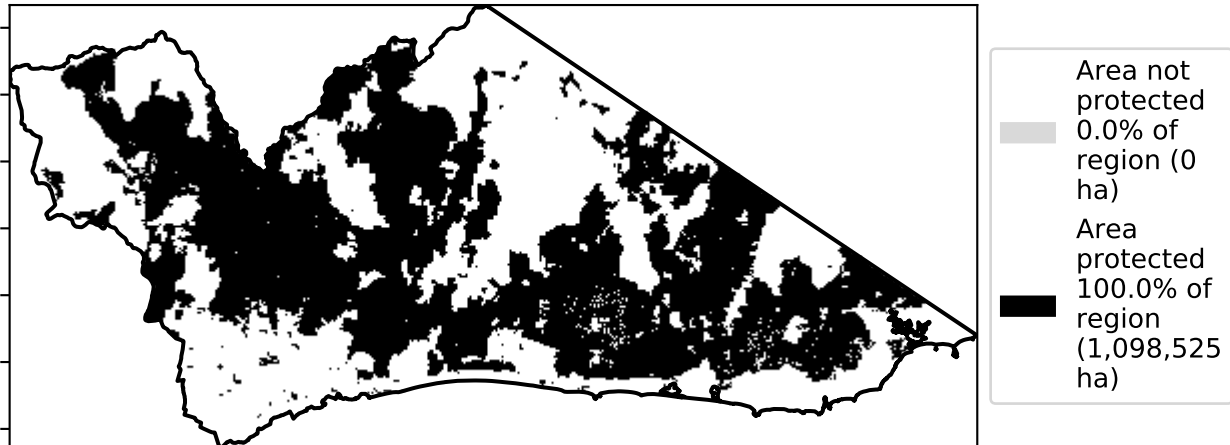 Area not
protected
0.0% of
region (0
ha)
Area
protected
100.0% of
region
(1,098,525
ha)